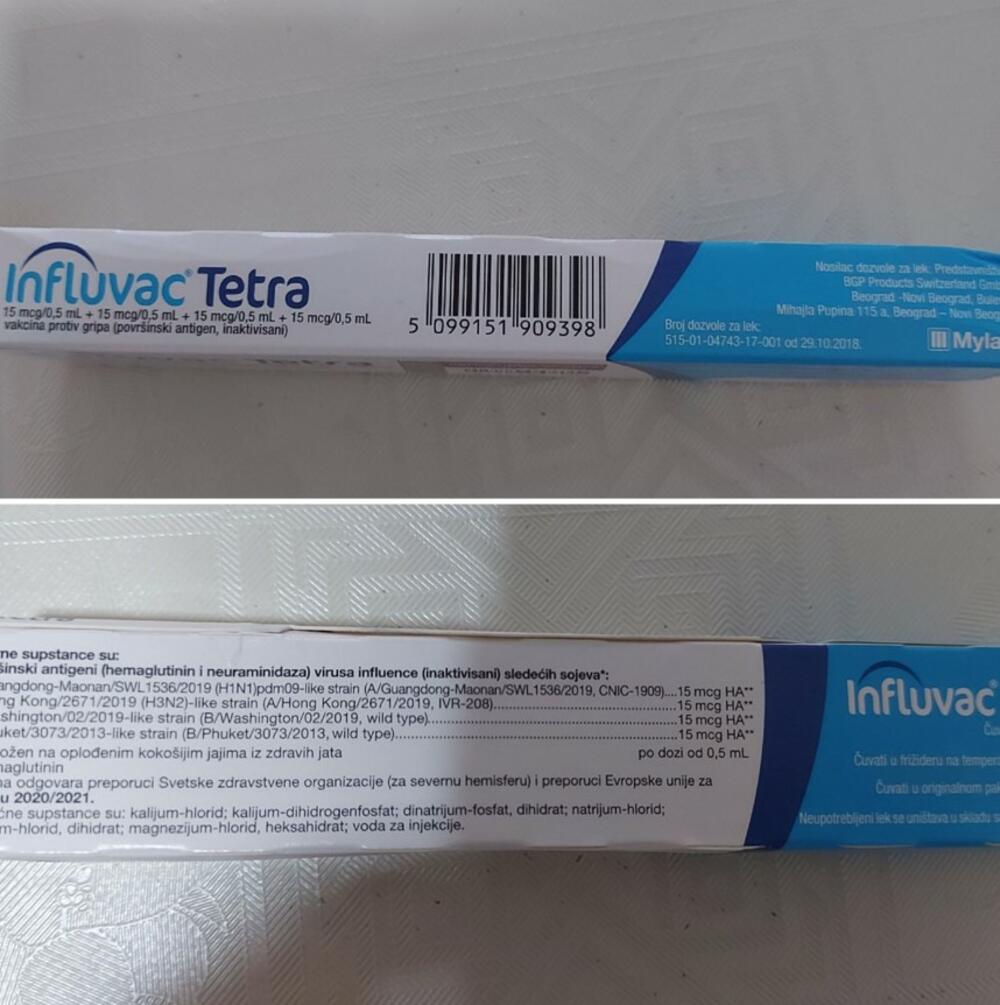 Influvac® Tetra
15 mcg/0,5 mL + 15 mcg/0,5 mL + 15 mcg/0,5 mL + 15 mcg/0,5 mL
vakcina protiv gripa (površinski antigen, inaktivisani)
5 099151 909398
Broj dozvole za lek:
515-01-04743-17-001 od 29.10.2018.
Nosilac dozvole za lek:
BGP Products Switzerland
Beograd -Novi Beograd,
Mihajla Pupina 115 a, Beograd – Novi
Myla
ne supstance su:
šinski antigeni (hemaglutinin i neuraminidaza) virusa influence (inaktivisani) sledećih sojeva*:
angdong-Maonan/SWL1536/2019 (H1N1)pdm09-like strain (A/Guangdong-Maonan/SWL1536/2019, CNIC-1909)....15 mcg HA**
ng Kong/2671/2019 (H3N2)-like strain (A/Hong Kong/2671/2019, IVR-208)....15 mcg HA**
shington/02/2019-like strain (B/Washington/02/2019, wild type)....15 mcg HA**
uket/3073/2013-like strain (B/Phuket/3073/2013, wild type)....15 mcg HA**
ožen na oplođenim kokošijim jajima iz zdravih jata po dozi od 0,5 mL
naglutinin
na odgovara preporuci Svetske zdravstvene organizacije (za severnu hemisferu) i preporuci Evropske unije za
u 2020/2021.
ćne supstance su: kalijum-hlorid; kalijum-dihidrogenfosfat; dinatrijum-fosfat, dihidrat; natrijum-hlorid;
m-hlorid, dihidrat; magnezijum-hlorid, heksahidrat; voda za injekcije.
Influvac®
Čuvati u frižideru na tempera
Čuvati u originalnom pak
Neupotrebljeni lek se uništava u skladu s